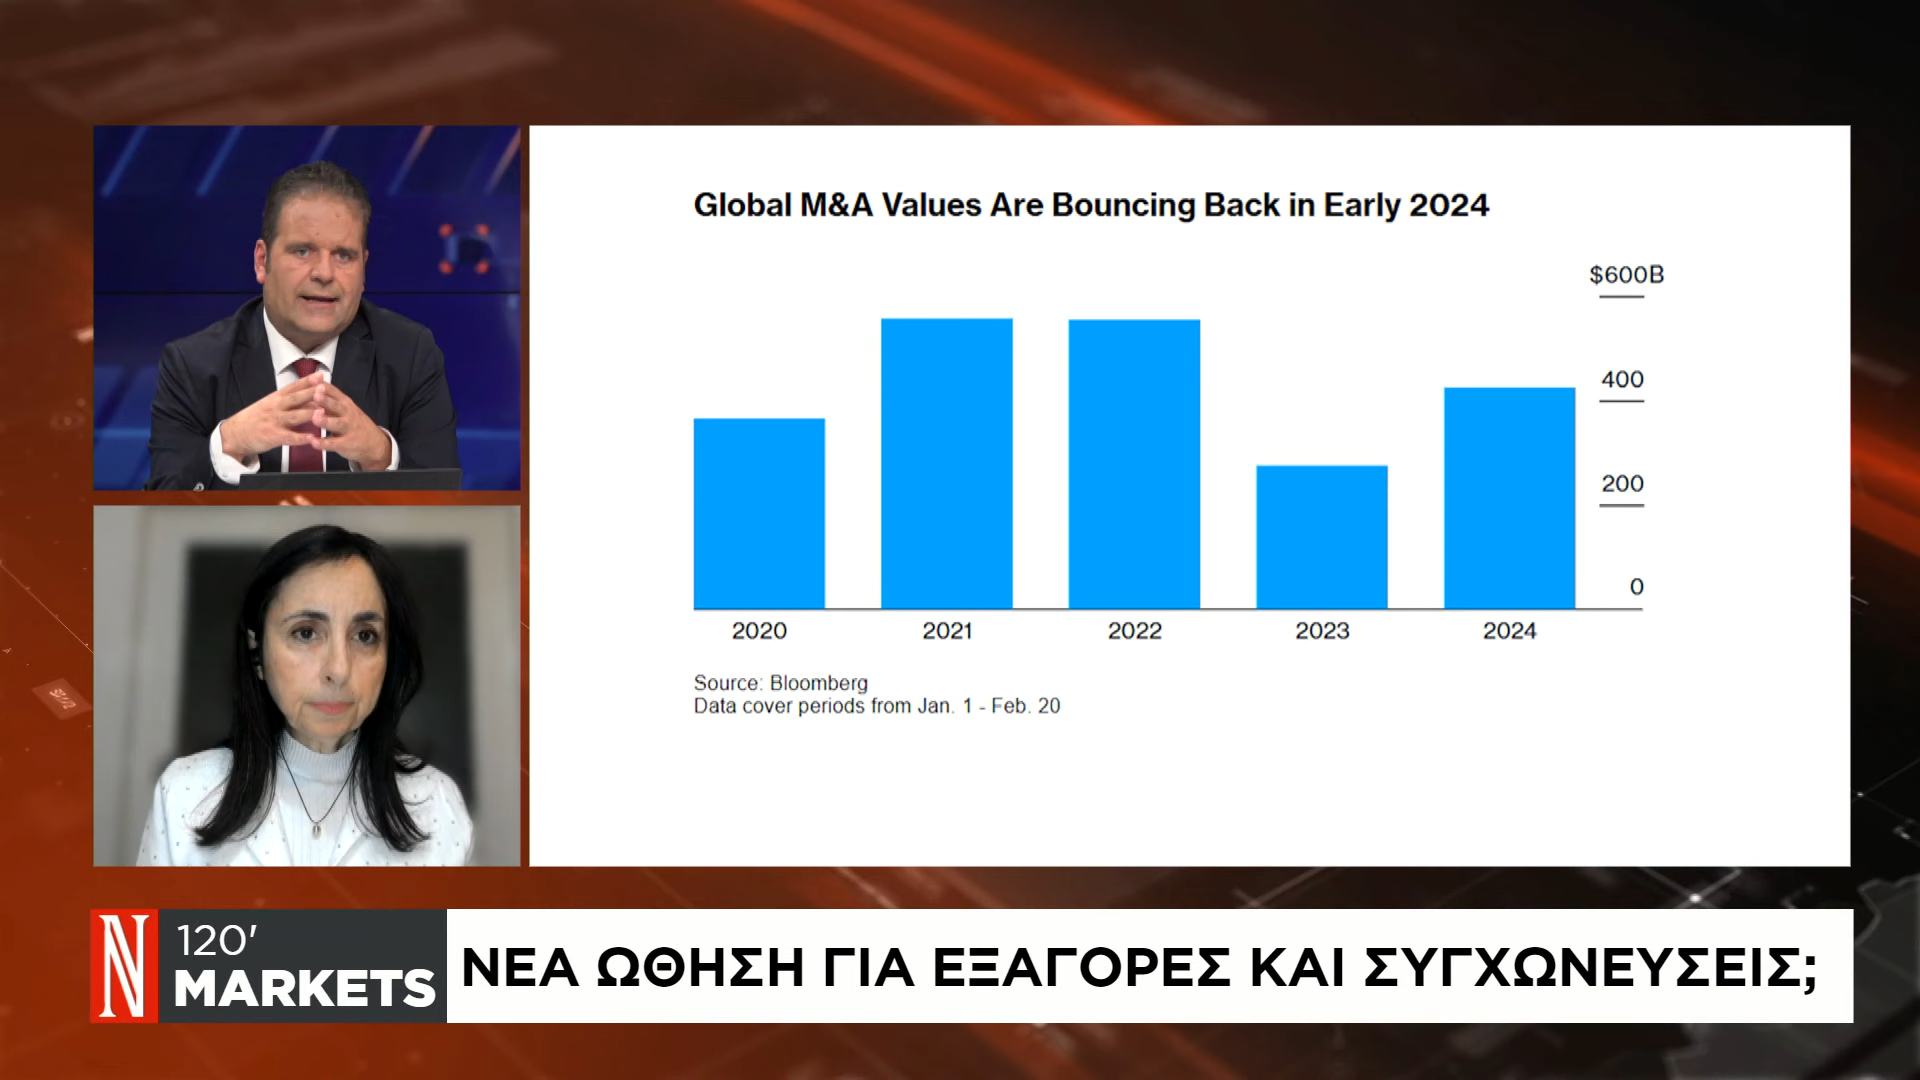 Global M&A Values Are Bouncing Back in Early 2024
$600B
400
200
0
2020 2021 2022 2023 2024
Source: Bloomberg
Data cover periods from Jan. 1 - Feb. 20
N
120'
MARKETS
ΝΕΑ ΩΘΗΣΗ ΓΙΑ ΕΞΑΓΟΡΕΣ ΚΑΙ ΣΥΓΧΩΝΕΥΣΕΙΣ;